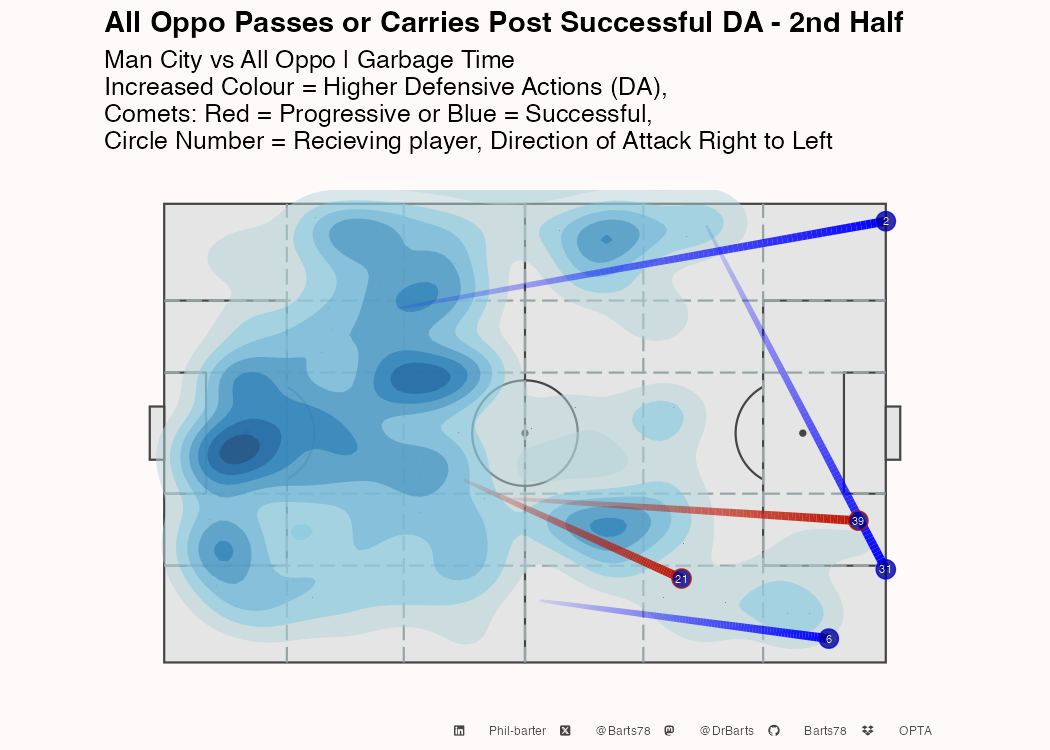 All Oppo Passes or Carries Post Successful DA - 2nd Half
Man City vs All Oppo | Garbage Time
Increased Colour = Higher Defensive Actions (DA),
Comets: Red = Progressive or Blue = Successful,
Circle Number = Recieving player, Direction of Attack Right to Left
2
39
31
21
6
Phil-barter @Barts78 @DrBarts Barts78 OPTA